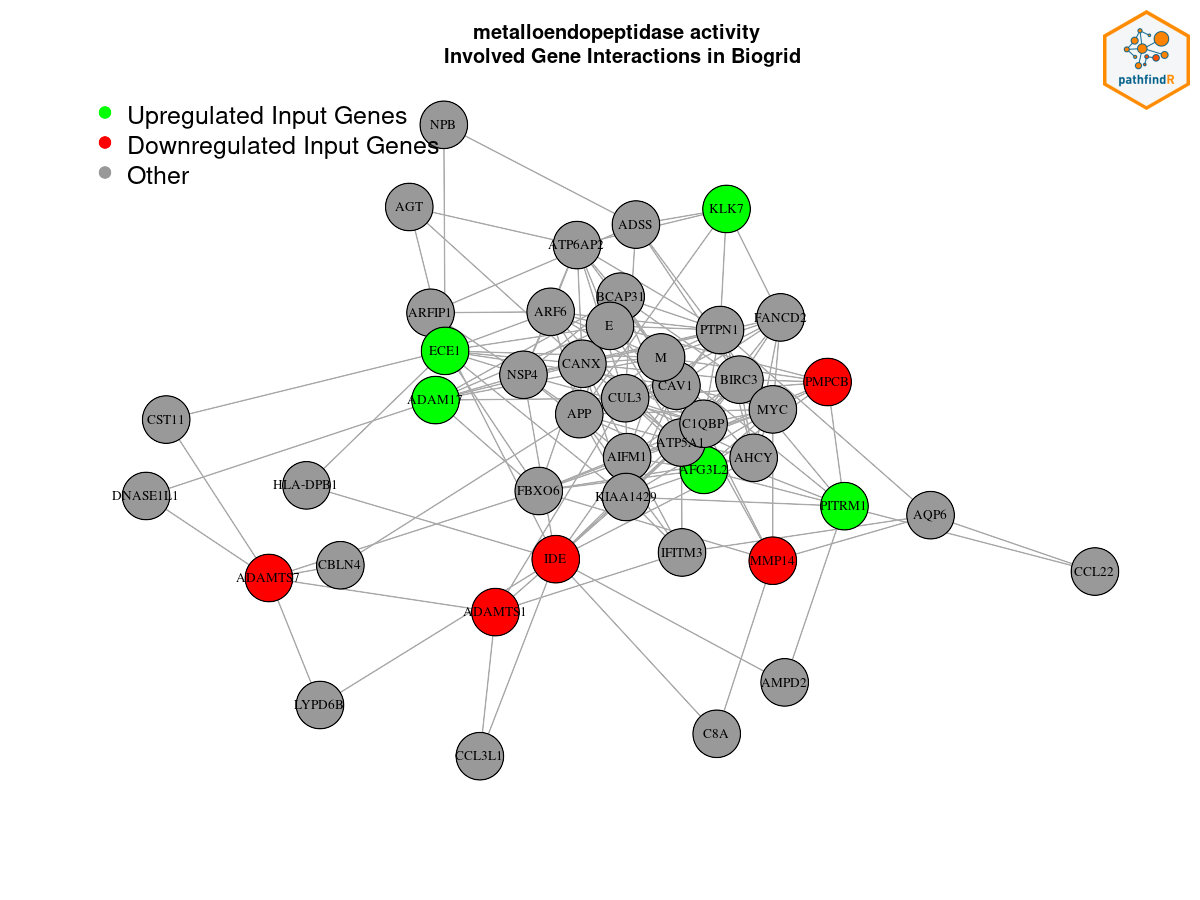 metalloendopeptidase activity
Involved Gene Interactions in Biogrid
pathfindR
Upregulated Input Genes
Downregulated Input Genes
Other
NPB
AGT
KLK7
ADSS
ATP6AP2
BCAP31
ARFIP1
ARF6
E
PTPN1
FANCD2
ECE1
M
CANX
NSP4
CAV1
BIRC3
PMPCB
ADAM17
CUL3
APP
MYC
CST11
C1QBP
ATP5A1
AIFM1
AHCY
AFG3L2
HLA-DPB1
DNASE1L1
FBXO6
KIAA1429
PITRM1
AQP6
IFITM3
IDE
MMP14
CBLN4
CCL22
ADAMTS7
ADAMTS1
AMPD2
LYPD6B
C8A
CCL3L1